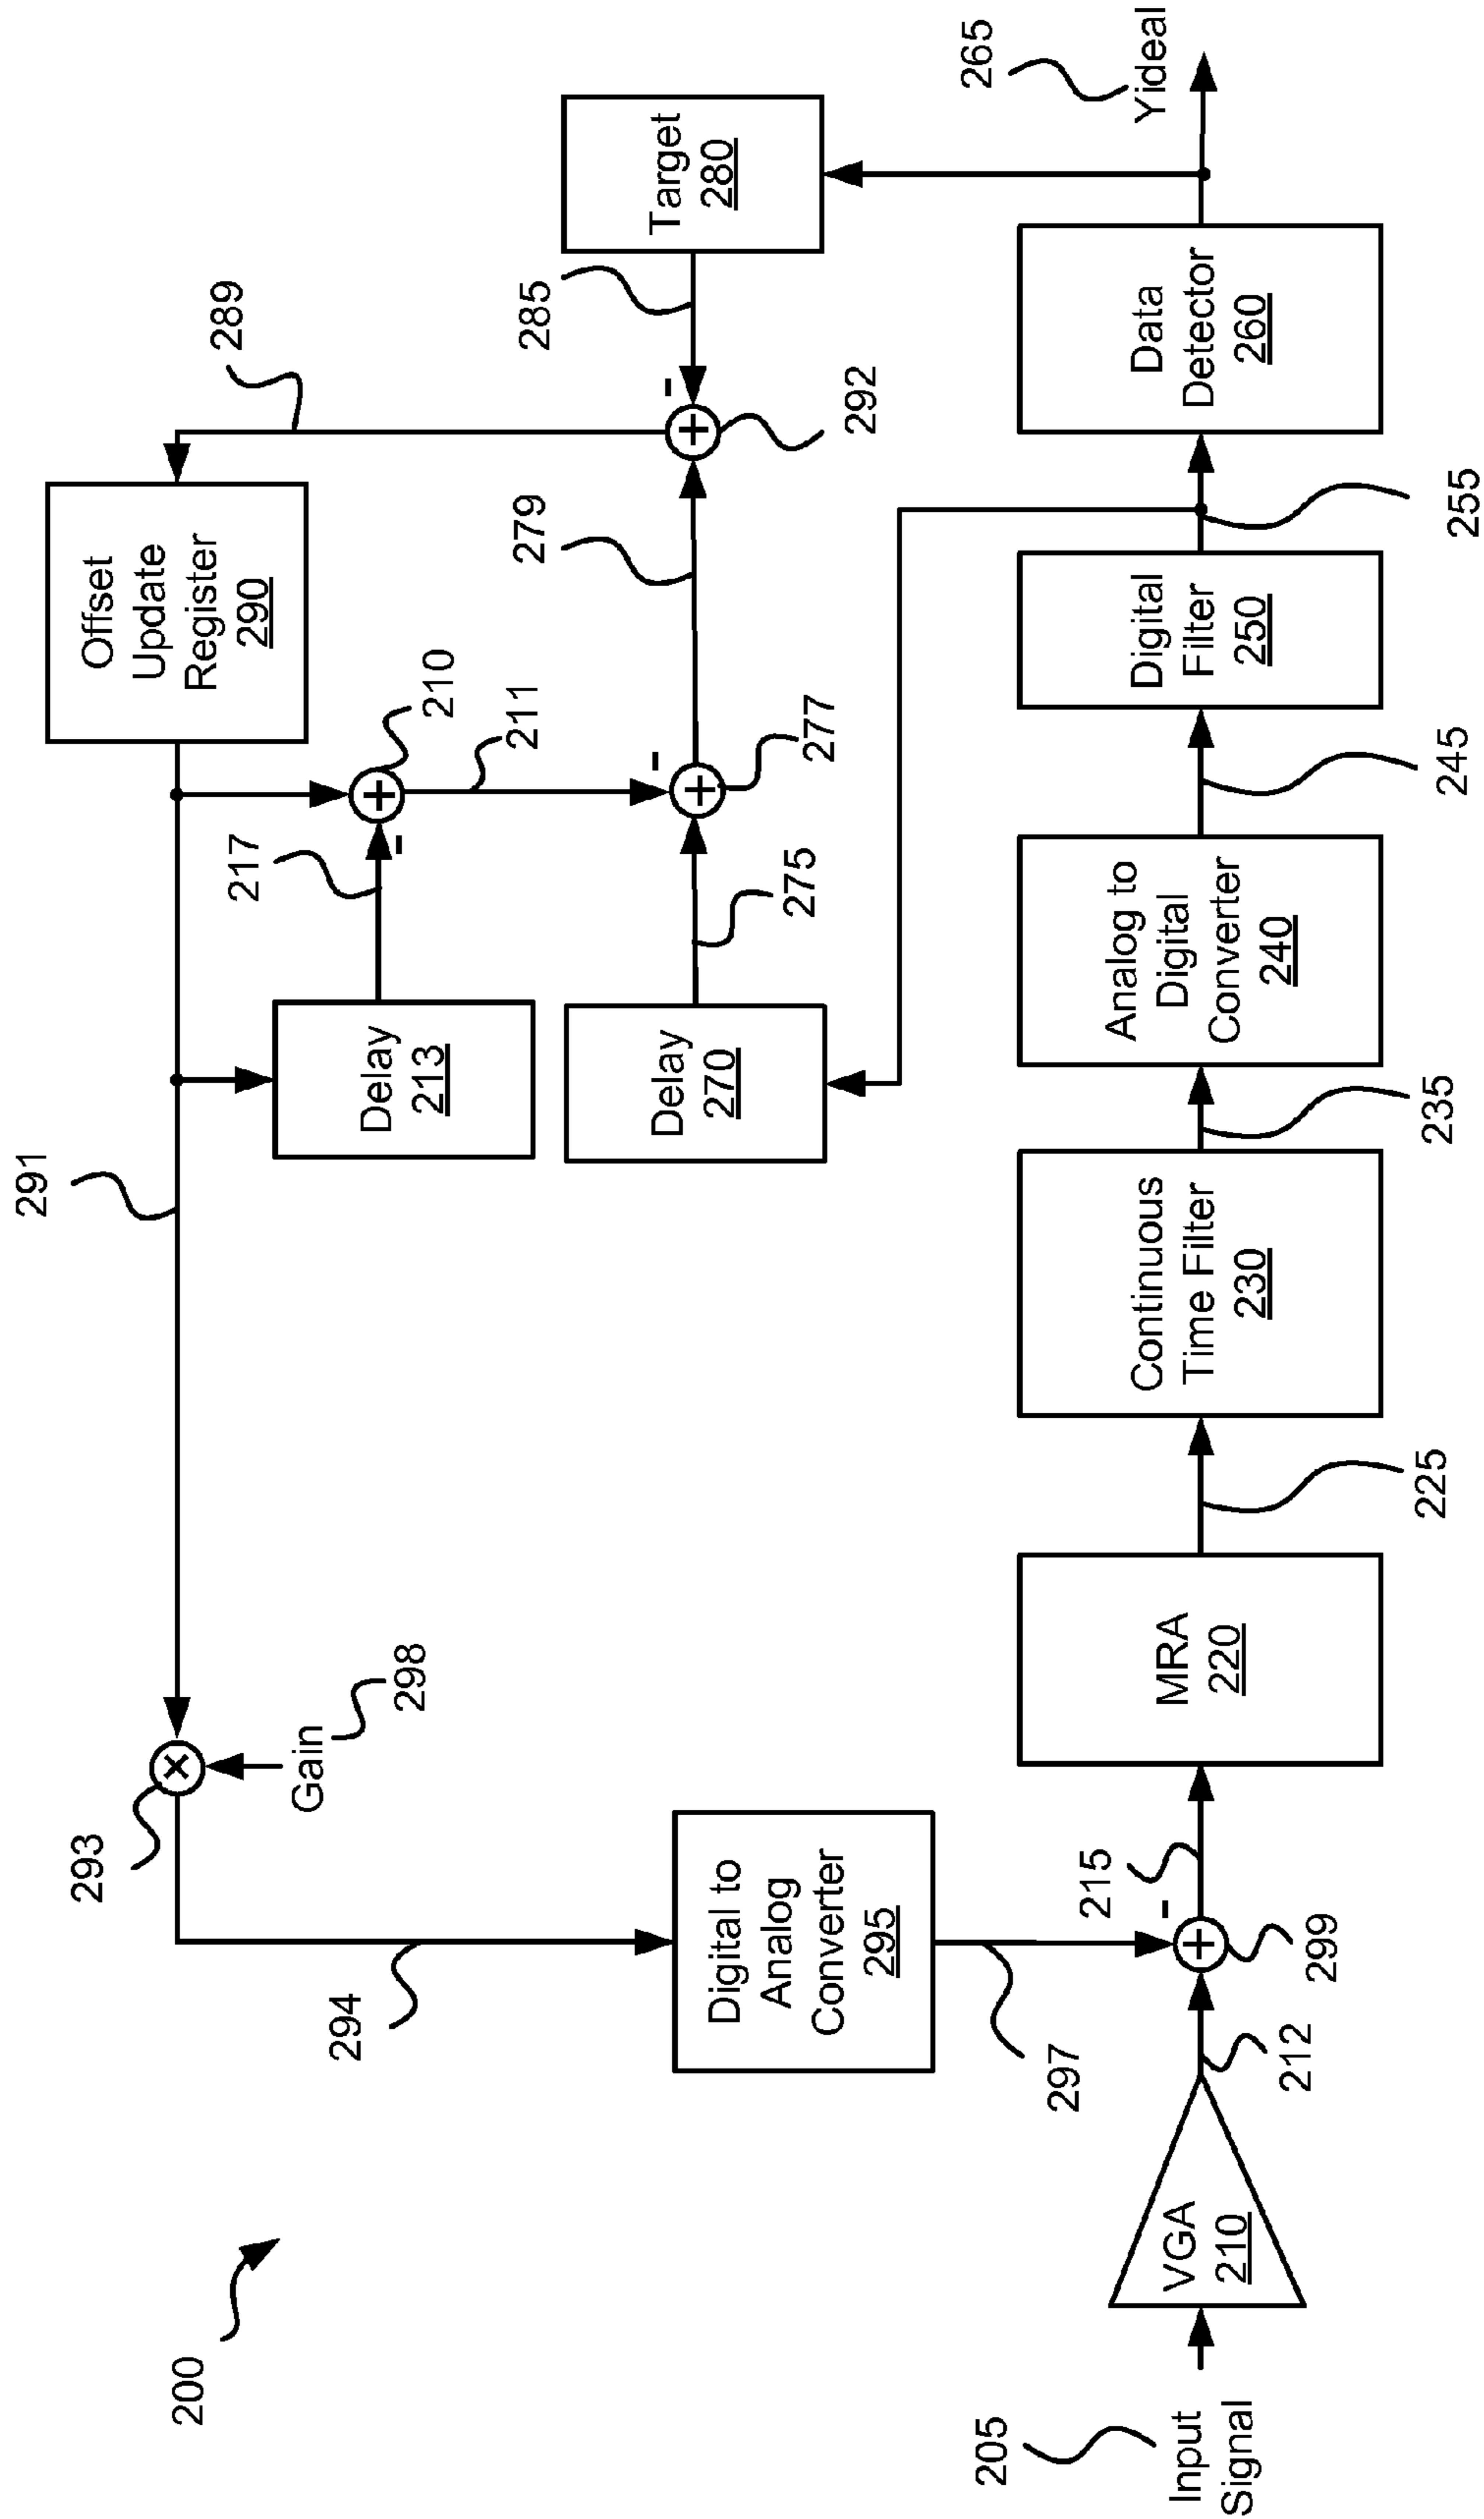 200
205
Input
Signal
VGA
210
212
299
215
297
Digital to
Analog
Converter
295
294
293
Gain
298
291
MRA
220
225
Continuous
Time Filter
230
235
Analog to
Digital
Converter
240
245
Digital
Filter
250
255
Data
Detector
260
265
Yideal
Delay
213
217
-
210
211
Delay
270
275
-
277
279
Offset
Update
Register
290
289
-
292
285
Target
280
-
+
+
+
+
×